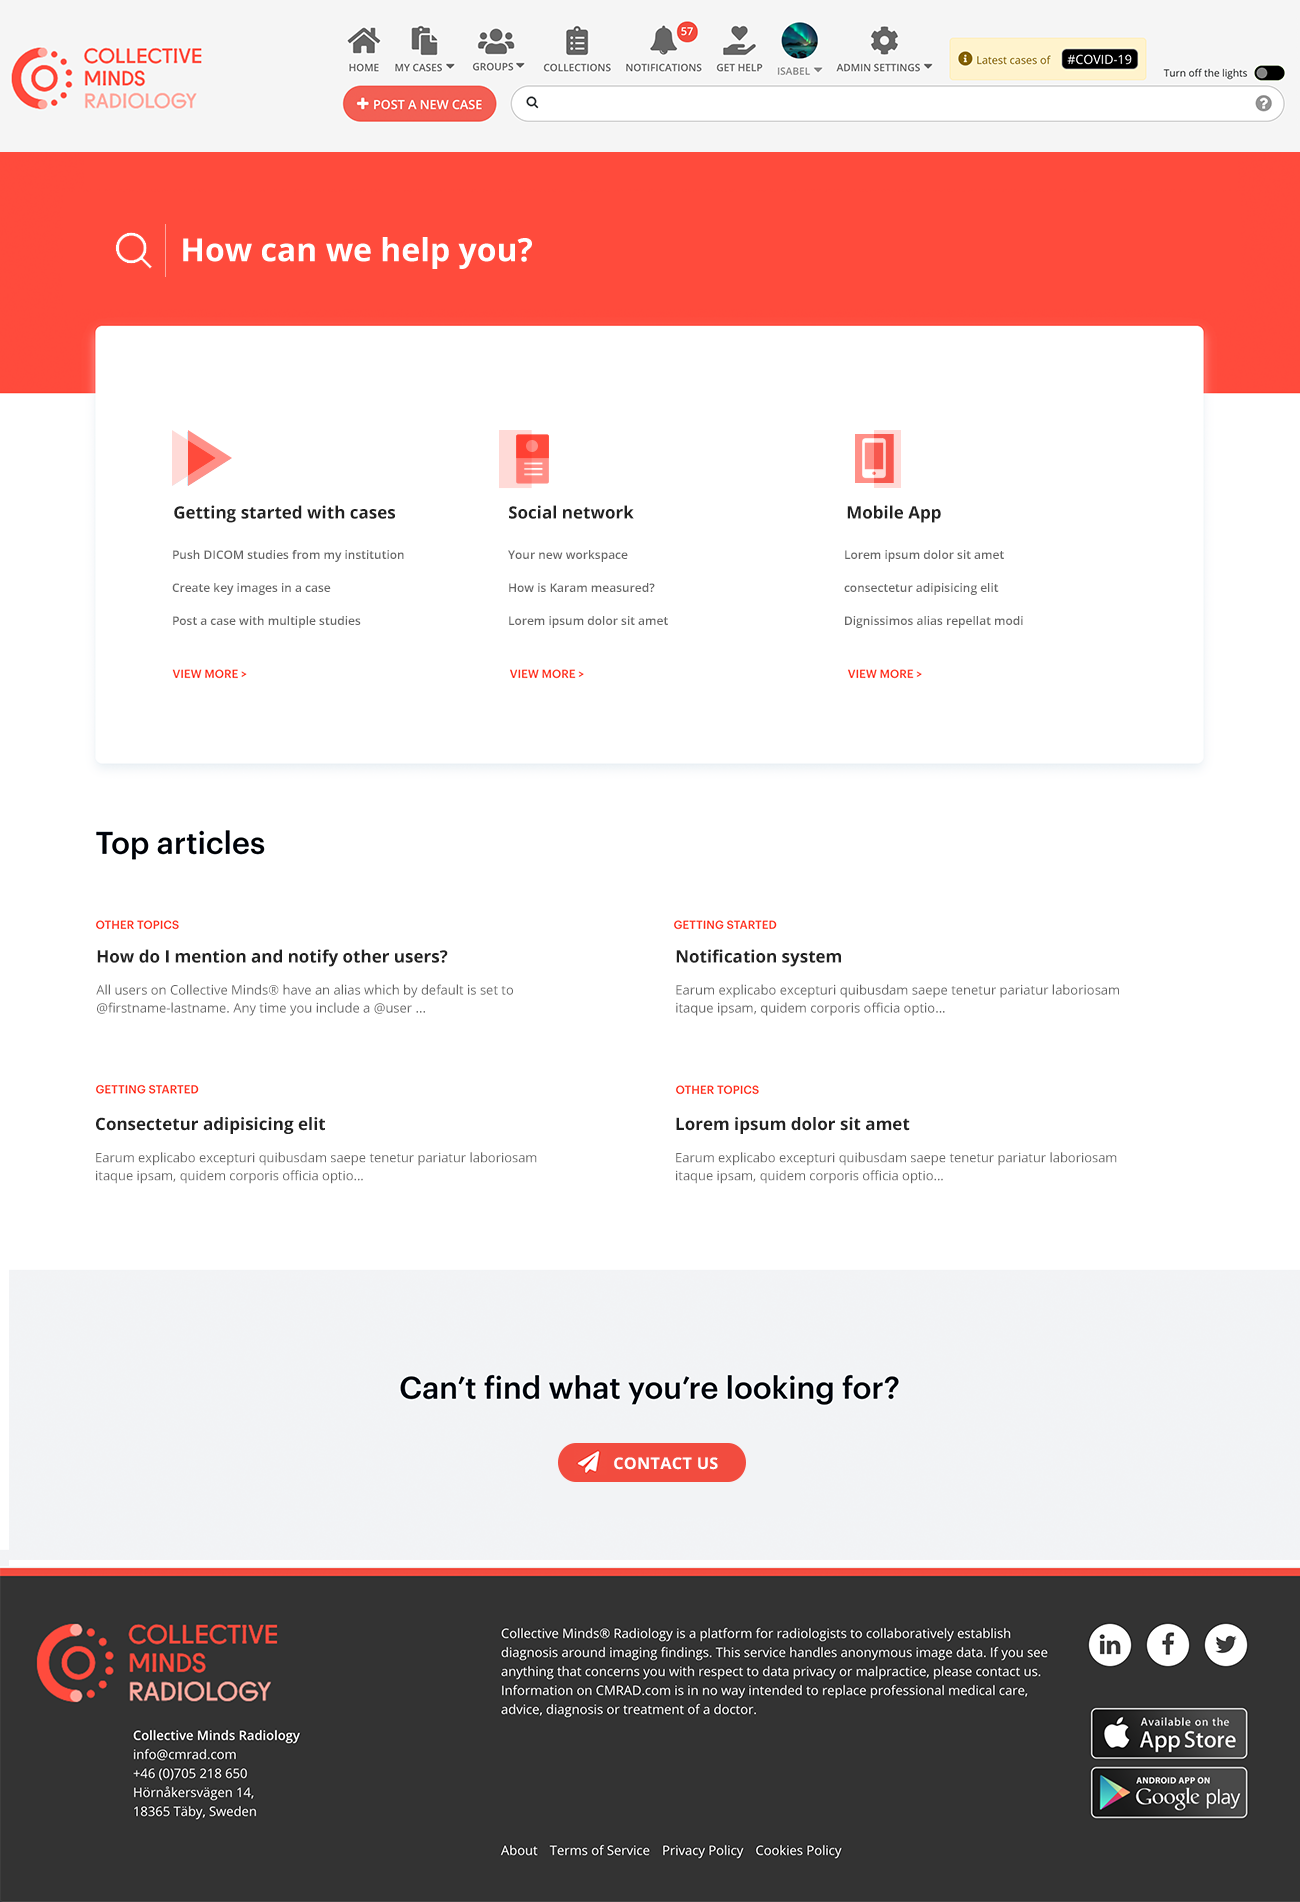 COLLECTIVE
MINDS
RADIOLOGY
HOME
MY CASES
GROUPS
COLLECTIONS
57
NOTIFICATIONS
GET HELP
ISABEL
ADMIN SETTINGS
Latest cases of #COVID-19
Turn off the lights
+ POST A NEW CASE
?
How can we help you?
Getting started with cases
Push DICOM studies from my institution
Create key images in a case
Post a case with multiple studies
VIEW MORE >
Social network
Your new workspace
How is Karam measured?
Lorem ipsum dolor sit amet
VIEW MORE >
Mobile App
Lorem ipsum dolor sit amet
consectetur adipisicing elit
Dignissimos alias repellat modi
VIEW MORE >
Top articles
OTHER TOPICS
How do I mention and notify other users?
All users on Collective Minds® have an alias which by default is set to
@firstname-lastname. Any time you include a @user ...
GETTING STARTED
Notification system
Earum explicabo excepturi quibusdam saepe tenetur pariatur laboriosam
itaque ipsam, quidem corporis officia optio...
GETTING STARTED
Consectetur adipisicing elit
Earum explicabo excepturi quibusdam saepe tenetur pariatur laboriosam
itaque ipsam, quidem corporis officia optio...
OTHER TOPICS
Lorem ipsum dolor sit amet
Earum explicabo excepturi quibusdam saepe tenetur pariatur laboriosam
itaque ipsam, quidem corporis officia optio...
Can't find what you're looking for?
CONTACT US
COLLECTIVE
MINDS
RADIOLOGY
Collective Minds Radiology
info@cmrad.com
+46 (0)705 218 650
Hörnåkersvägen 14,
18365 Täby, Sweden
Collective Minds® Radiology is a platform for radiologists to collaboratively establish
diagnosis around imaging findings. This service handles anonymous image data. If you see
anything that concerns you with respect to data privacy or malpractice, please contact us.
Information on CMRAD.com is in no way intended to replace professional medical care,
advice, diagnosis or treatment of a doctor.
About Terms of Service Privacy Policy Cookies Policy
in f
Available on the
App Store
ANDROID APP ON
Google play